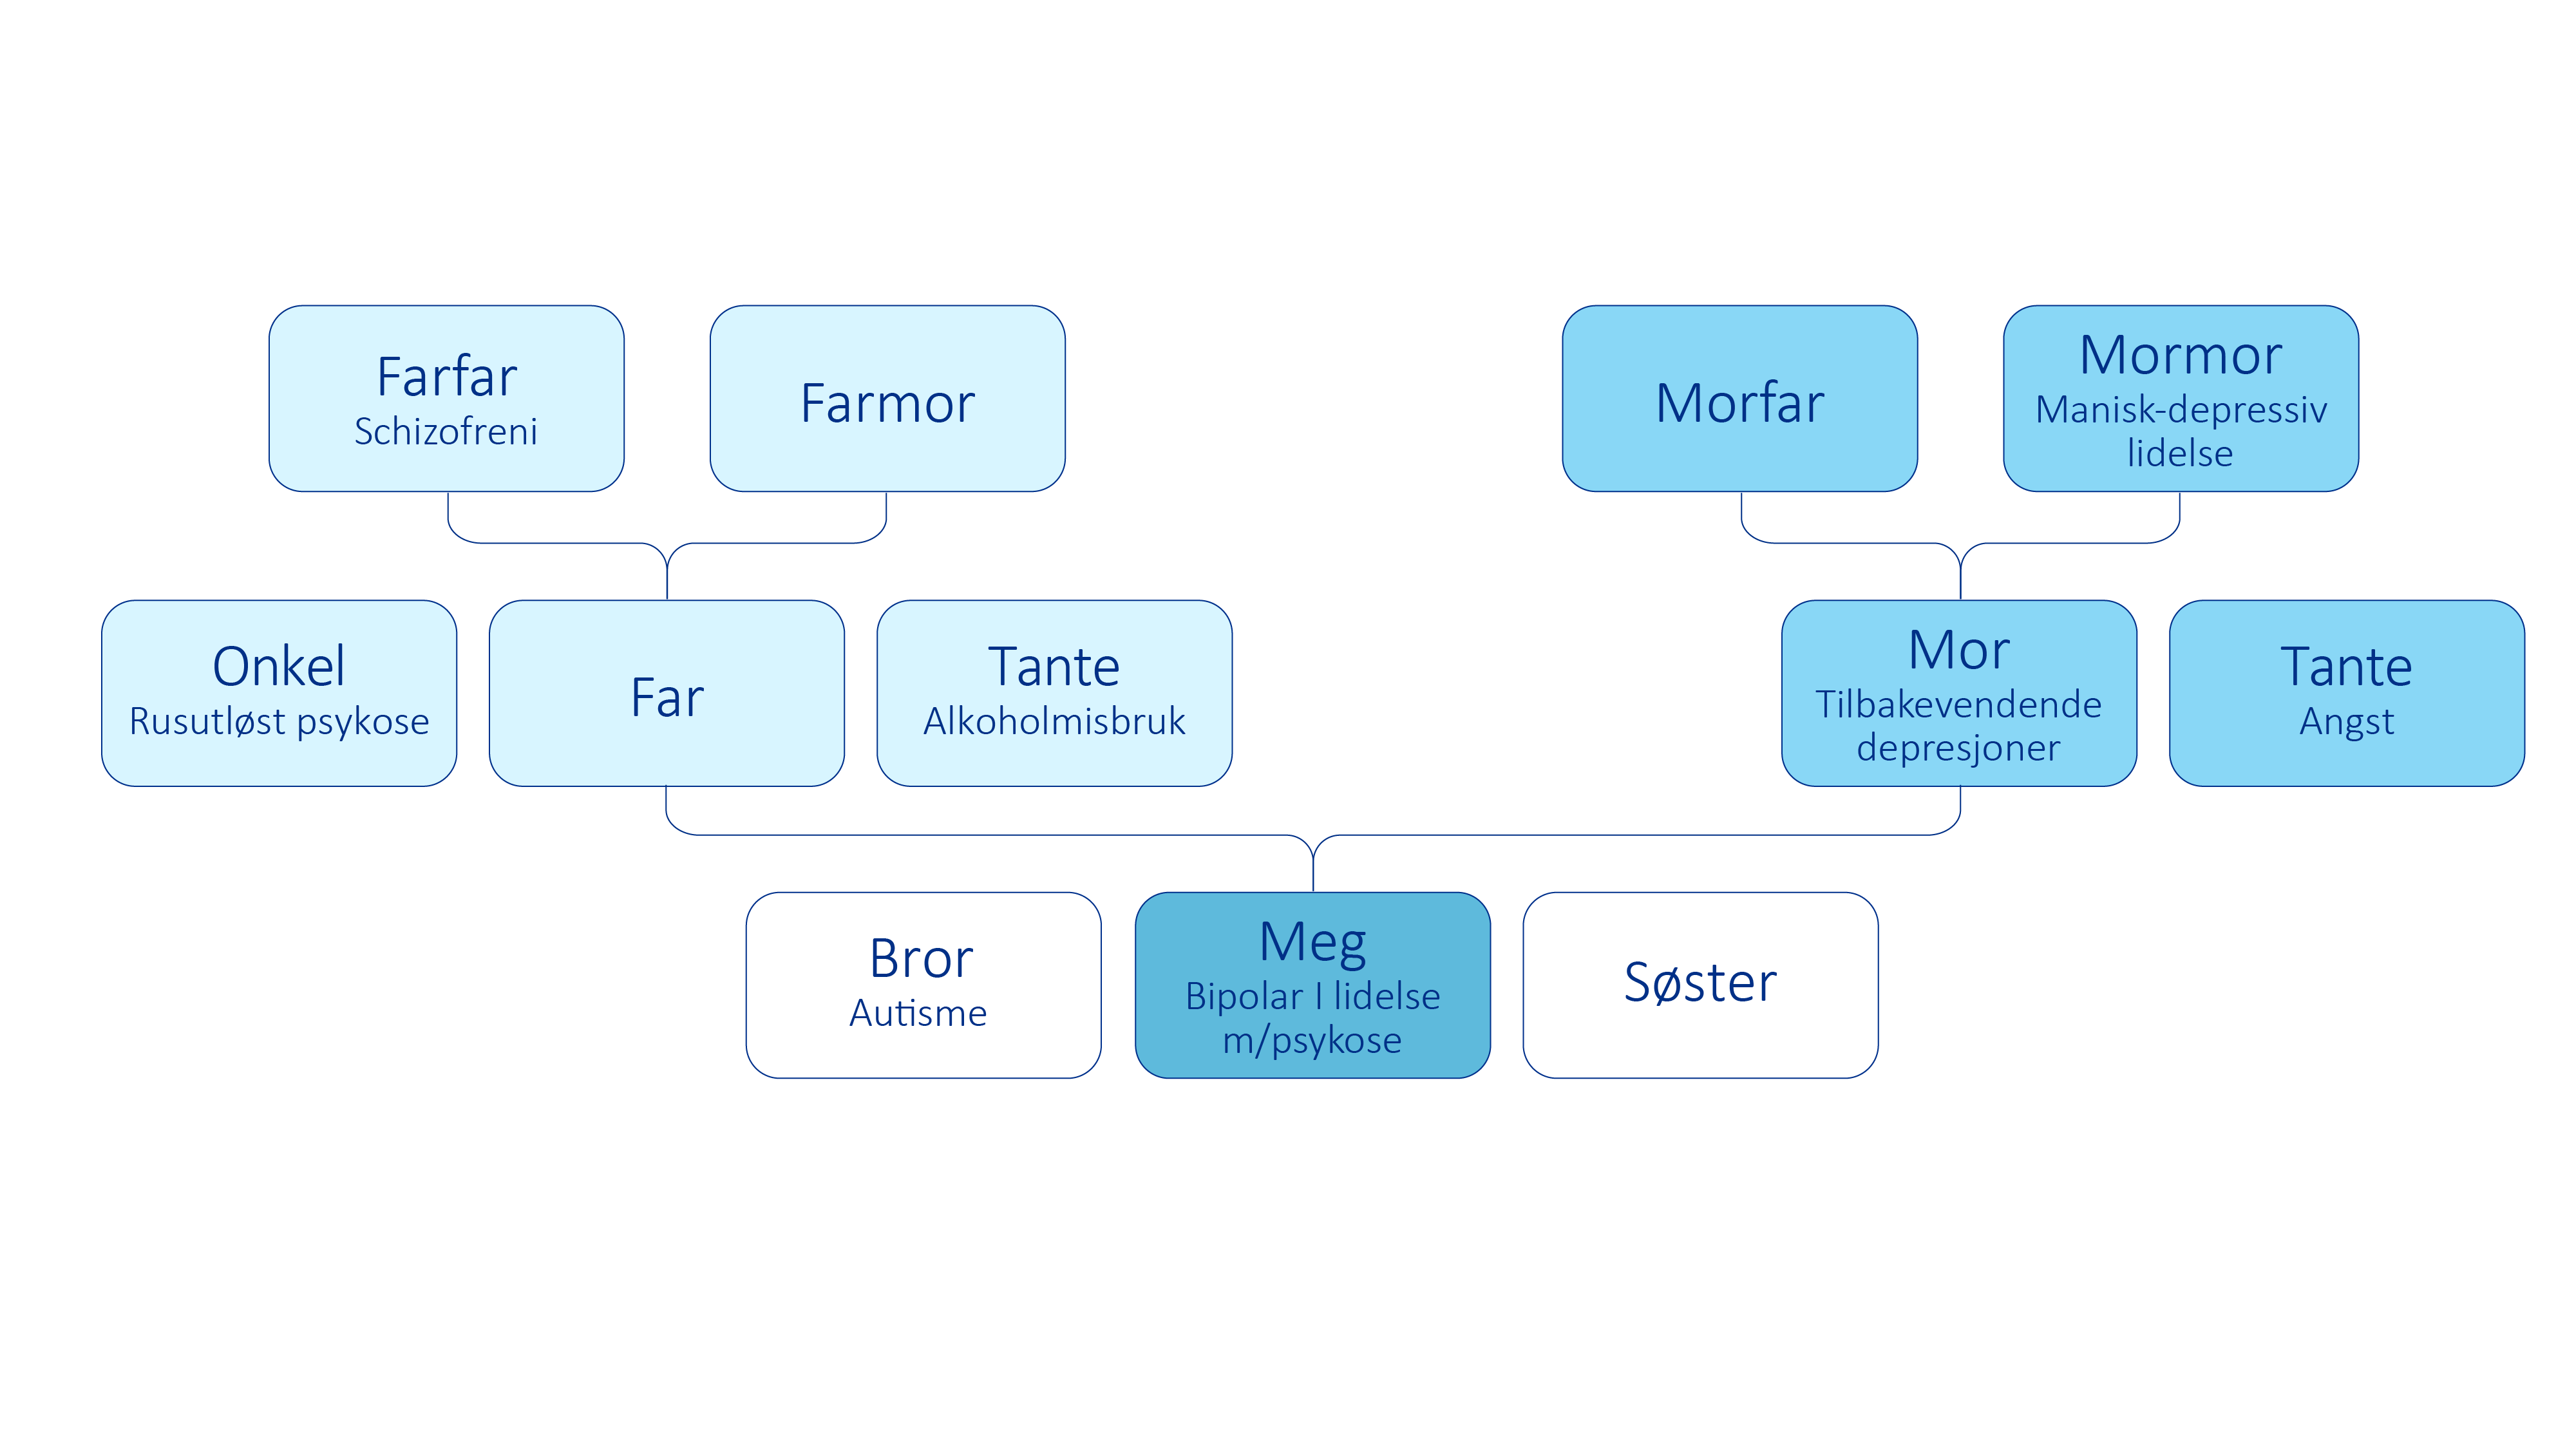 Farfar
Schizofreni
Farmor
Morfar
Mormor
Manisk-depressiv
lidelse
Onkel
Rusutløst psykose
Far
Tante
Alkoholmisbruk
Mor
Tilbakevendende
depresjoner
Tante
Angst
Bror
Autisme
Meg
Bipolar I lidelse
m/psykose
Søster